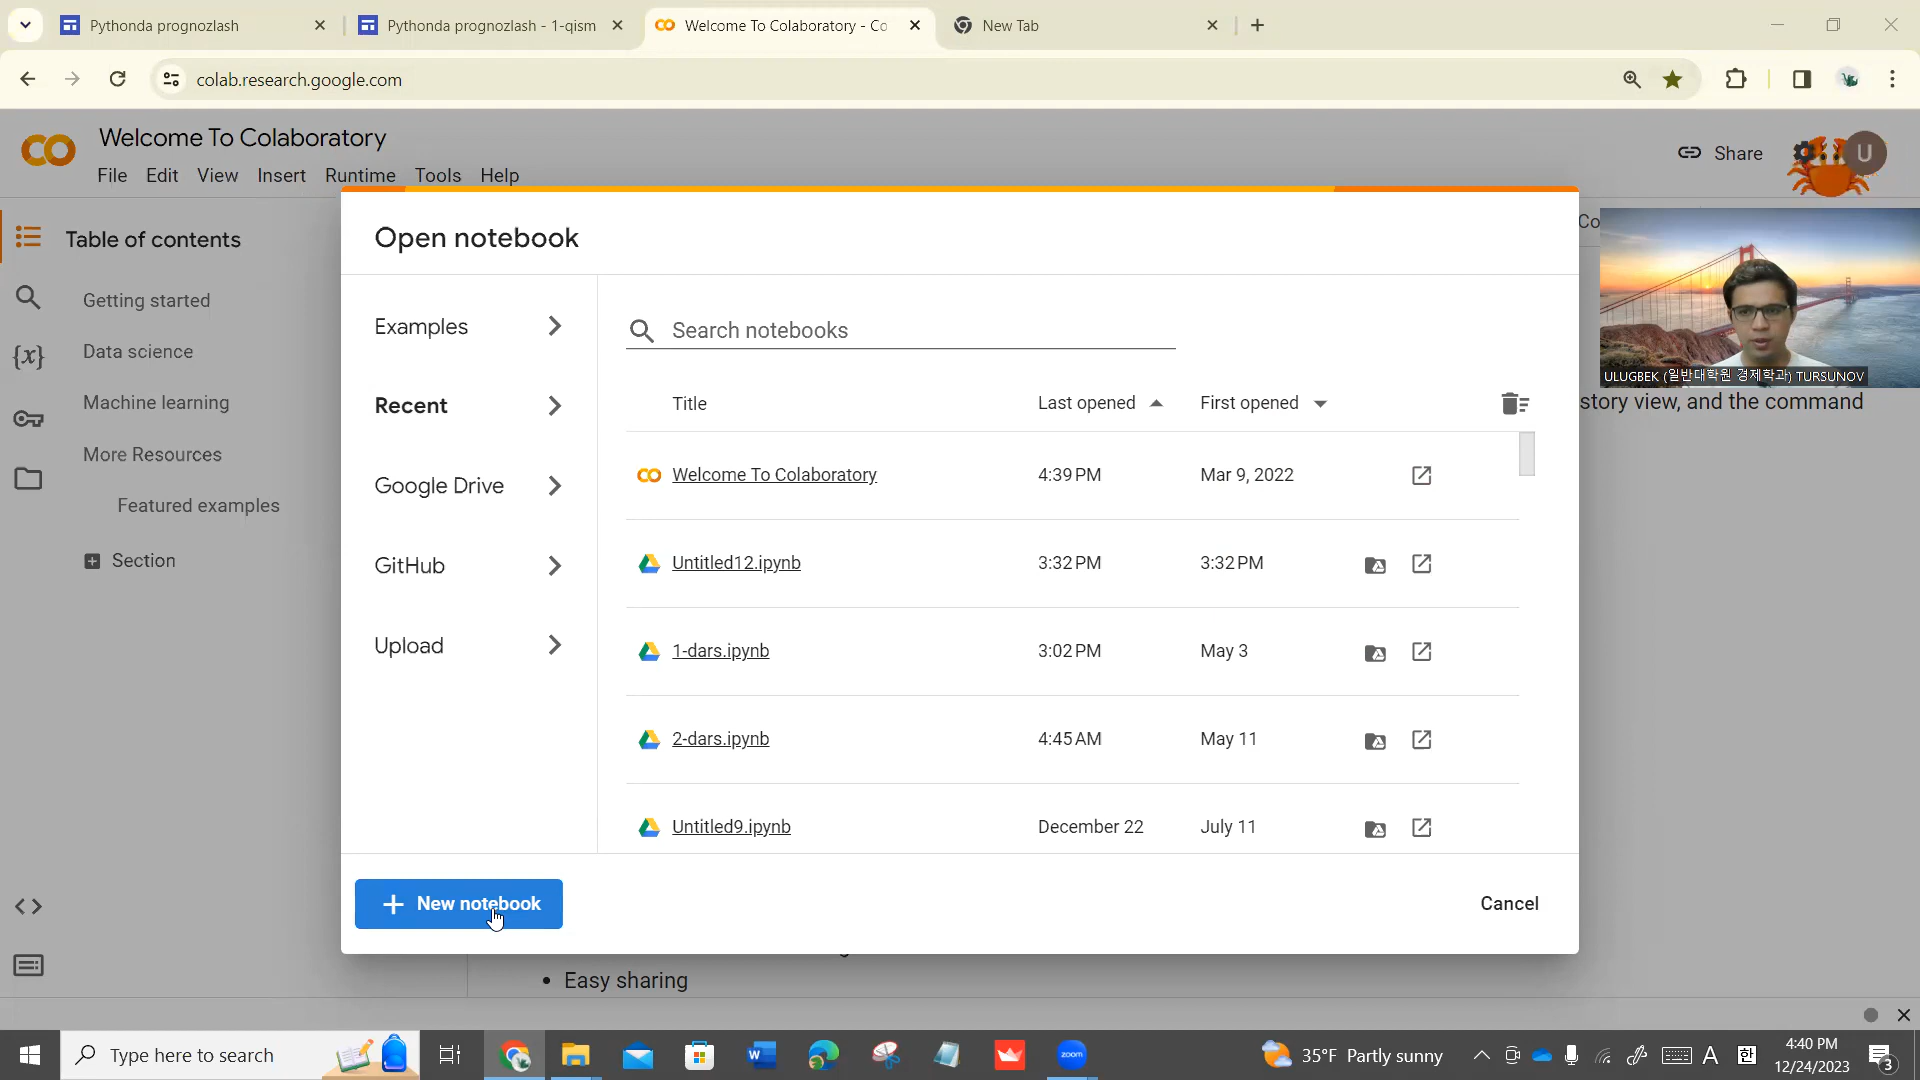 Pythonda prognozlash
Pythonda prognozlash - 1-qism
Welcome To Colaboratory - Co
New Tab
colab.research.google.com
Welcome To Colaboratory
File Edit View Insert Runtime Tools Help
Share
U
Table of contents
Getting started
Data science
Machine learning
More Resources
Featured examples
Section
Open notebook
Examples
Recent
Google Drive
GitHub
Upload
Search notebooks
Title Last opened First opened
Welcome To Colaboratory 4:39 PM Mar 9, 2022
Untitled12.ipynb 3:32 PM 3:32 PM
1-dars.ipynb 3:02 PM May 3
2-dars.ipynb 4:45 AM May 11
Untitled9.ipynb December 22 July 11
New notebook
Cancel
Co
ULUGBEK (일반대학원 경제학과) TURSUNOV
story view, and the command
• Easy sharing
Type here to search
zoom
35°F Partly sunny
A
한
4:40 PM
12/24/2023
3